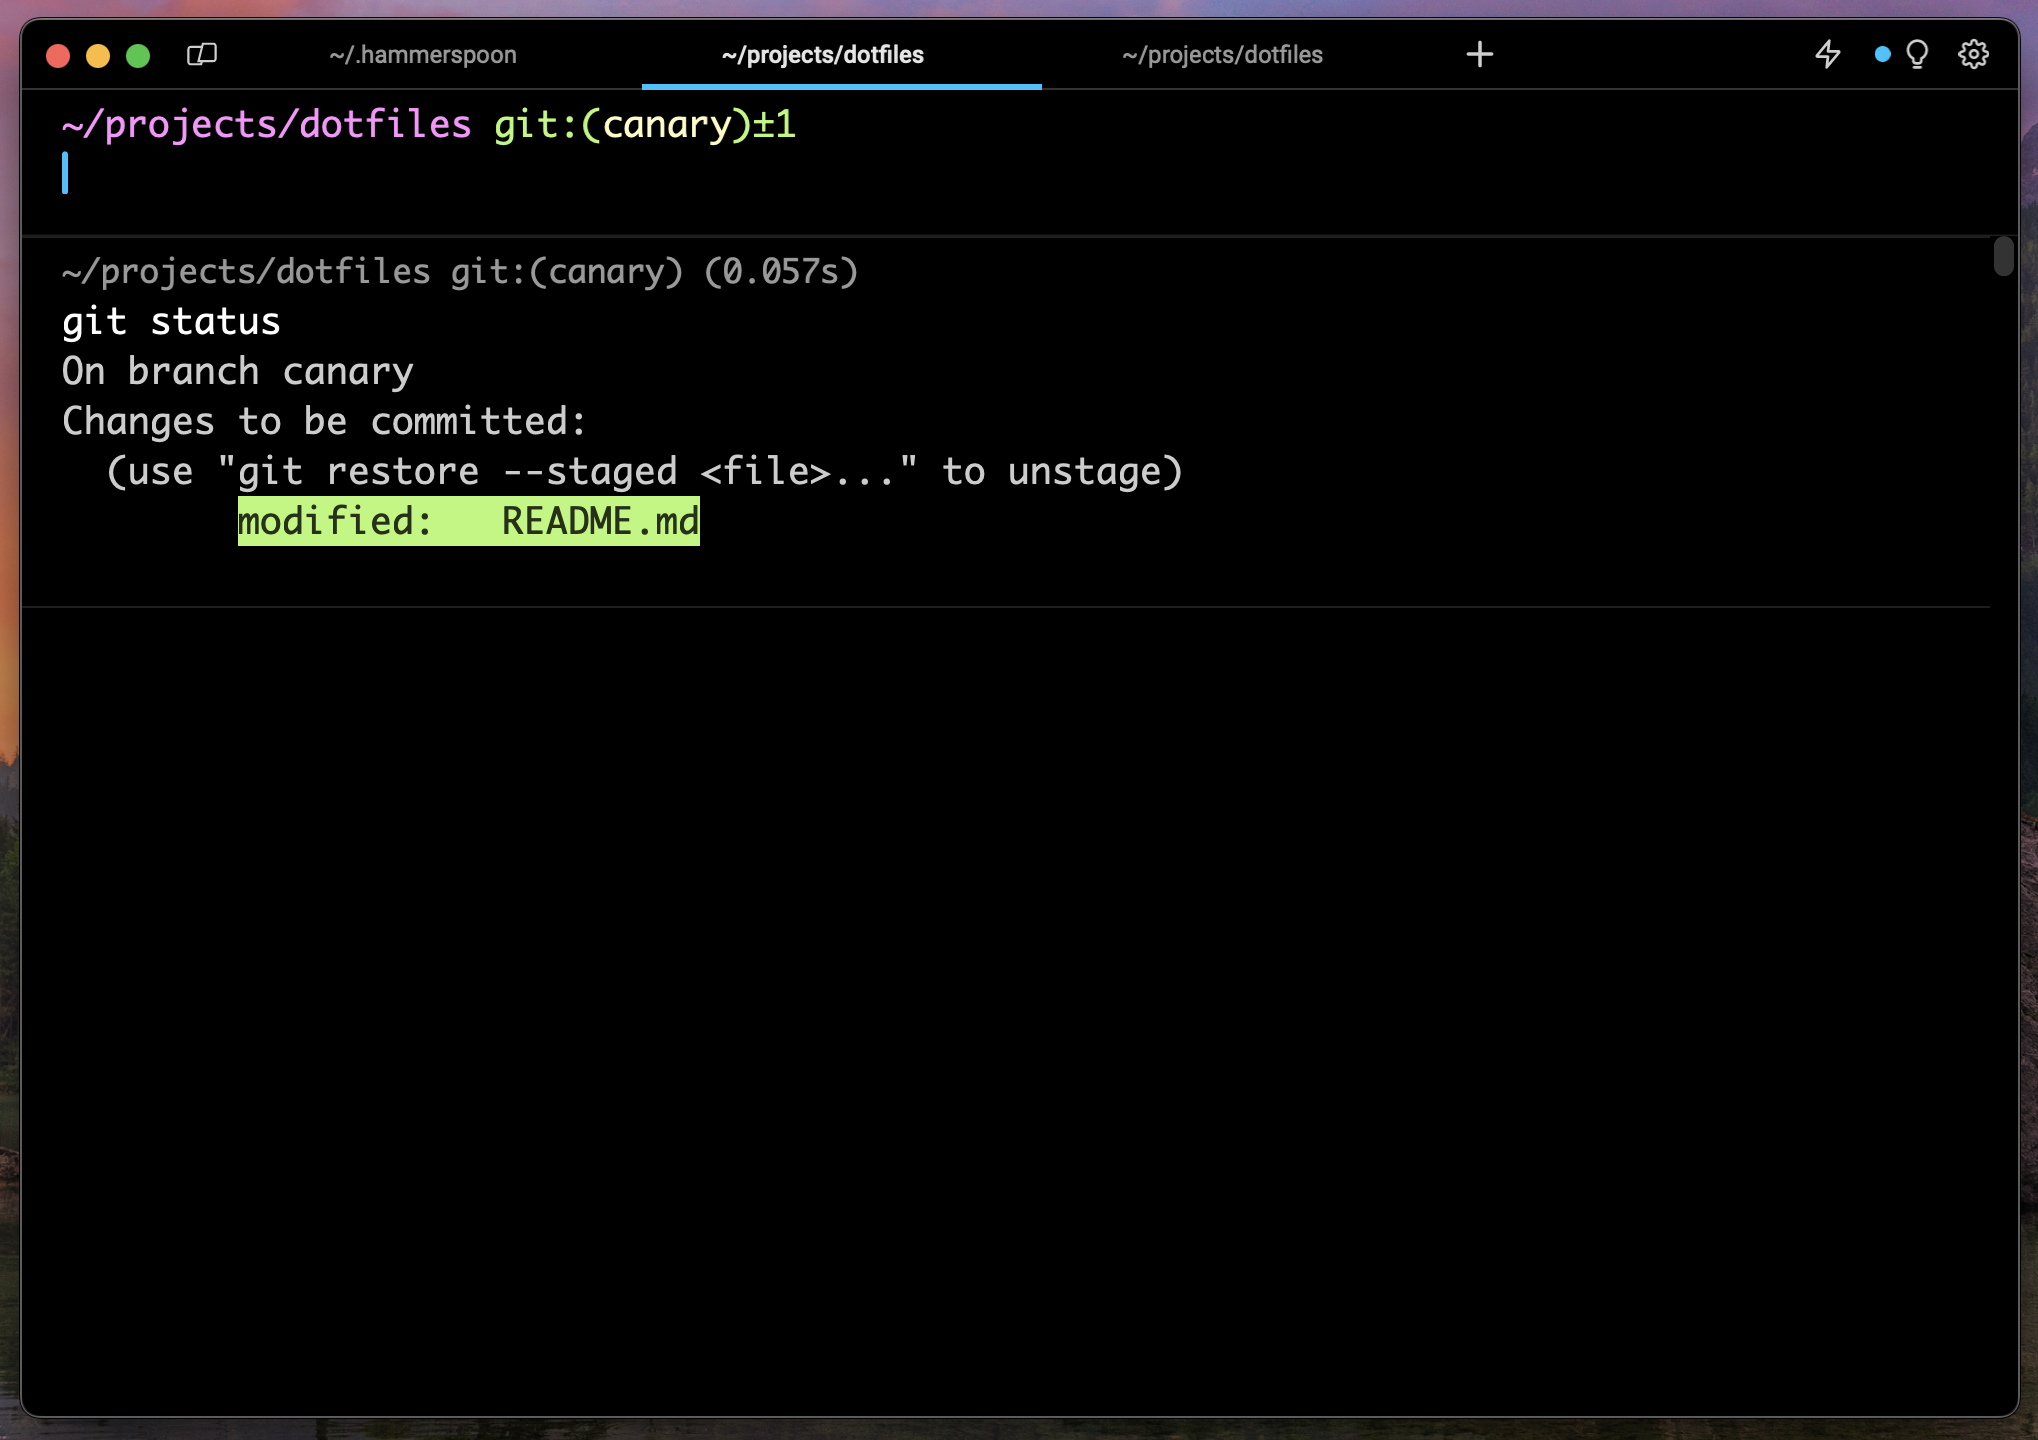 ~/.hammerspoon
~/projects/dotfiles
~/projects/dotfiles
~/projects/dotfiles git:(canary)±1
~/projects/dotfiles git:(canary) (0.057s)
git status
On branch canary
Changes to be committed:
  (use "git restore --staged <file>..." to unstage)
        modified:   README.md